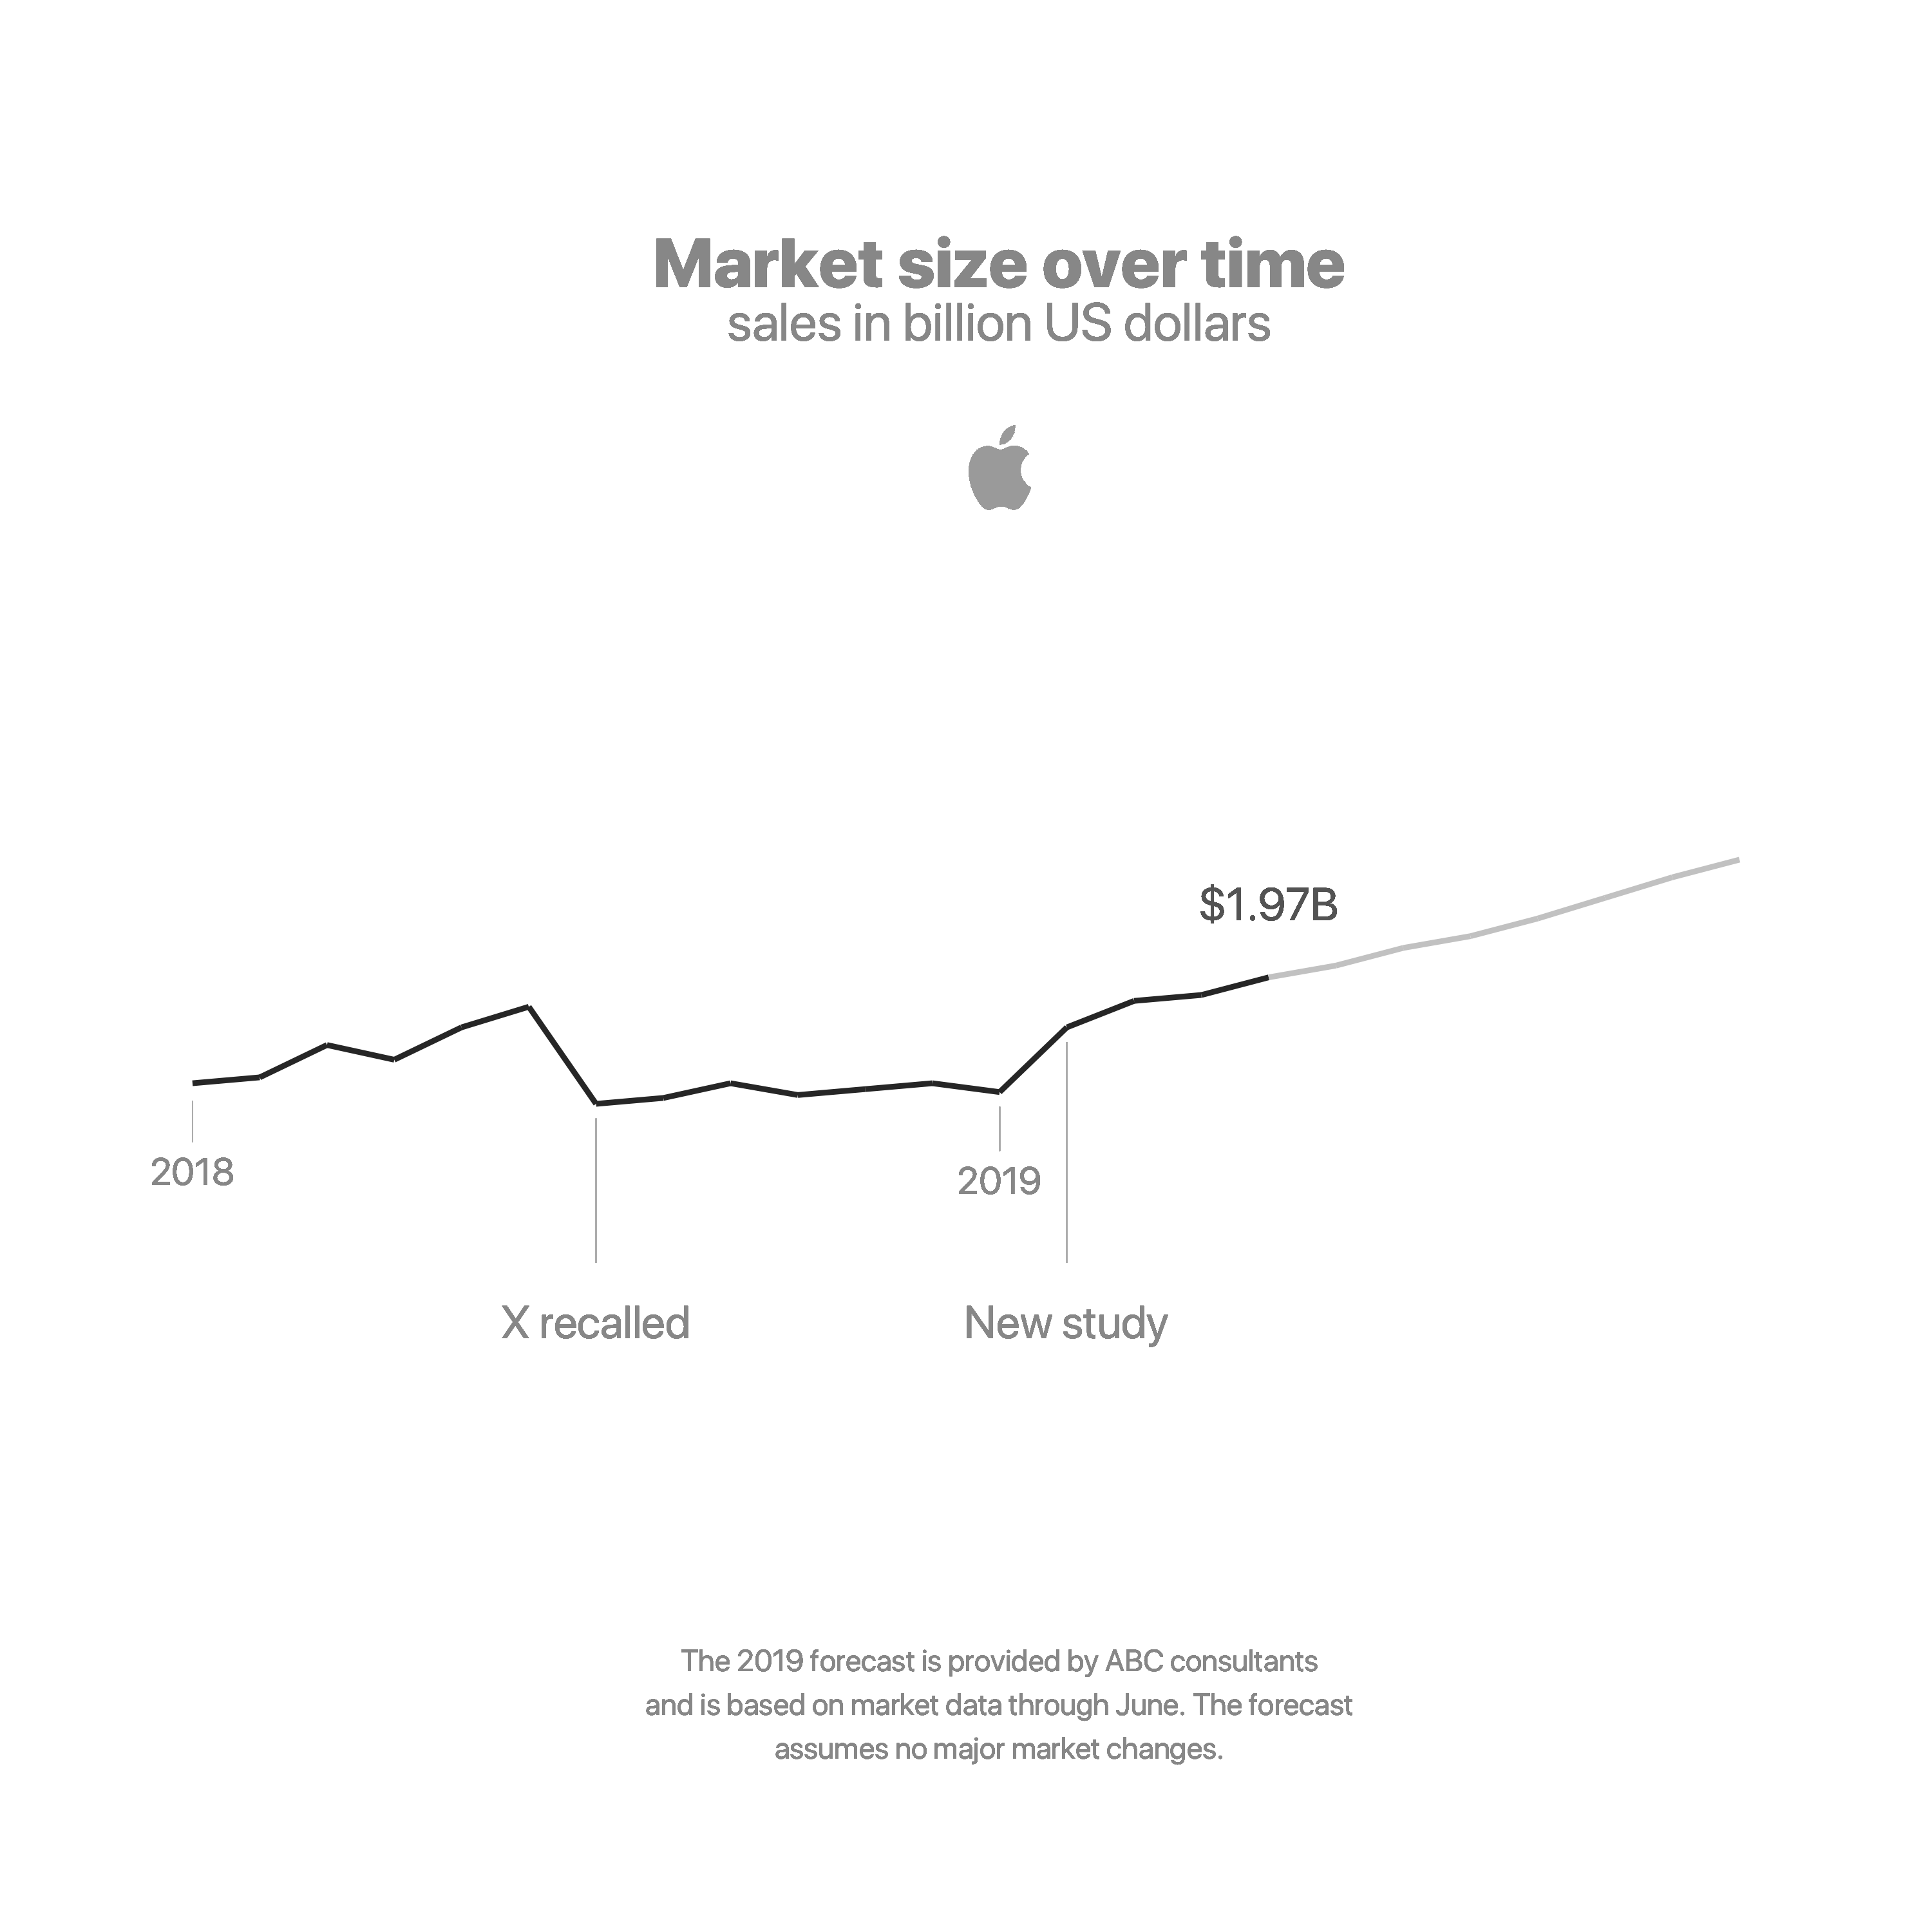 Market size over time
sales in billion US dollars
$1.97B
2018
2019
X recalled
New study
The 2019 forecast is provided by ABC consultants
and is based on market data through June. The forecast
assumes no major market changes.